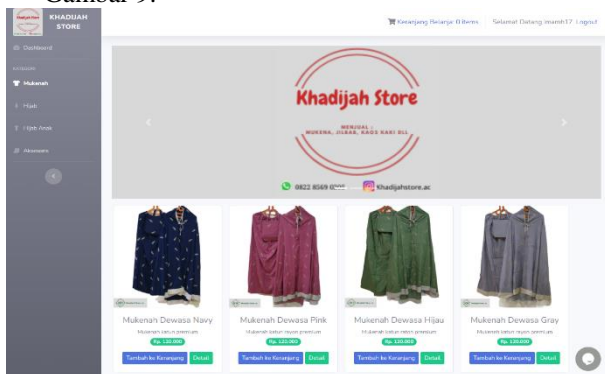 Gambar 9.
KHADIJAH
STORE
Keranjang Belanja: 0 items
Selamat Datang imamh17 Logout
Dashboard
KATEGORI
Mukenah
Hijab
Hijab Anak
Aksesoris
Khadijah Store
MENJUAL :
MUKENA, JILBAB, KAOS KAKI DLL
Khadijahstore.ac
Mukenah Dewasa Navy
Mukenah katun premium
Rp. 120.000
Tambah ke Keranjang
Detail
Mukenah Dewasa Pink
Mukenah katun rayon premium
Rp. 120.000
Tambah ke Keranjang
Detail
Mukenah Dewasa Hijau
Mukenah katun rayon premium
Rp. 120.000
Tambah ke Keranjang
Detail
Mukenah Dewasa Gray
Mukenah katun rayon premium
Rp. 120.000
Tambah ke Keranjang
Detail